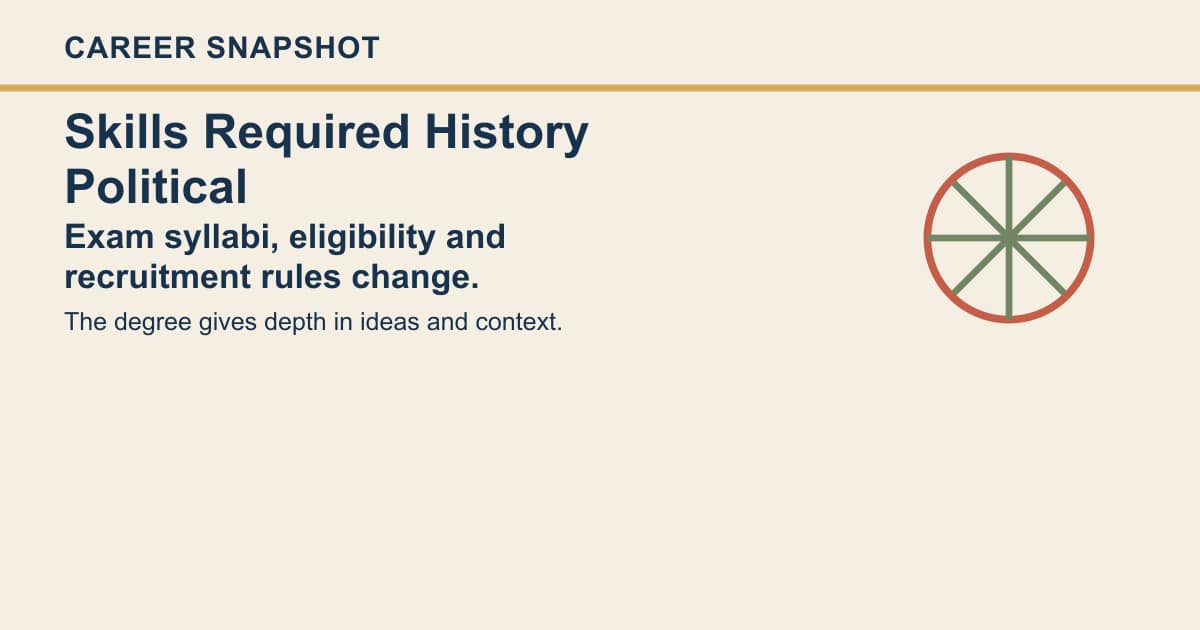 CAREER SNAPSHOT
Skills Required History
Political
Exam syllabi, eligibility and
recruitment rules change.
The degree gives depth in ideas and context.